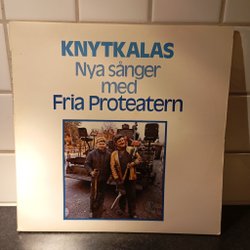 KNYTKALAS
Nya sånger
med
Fria Proteatern